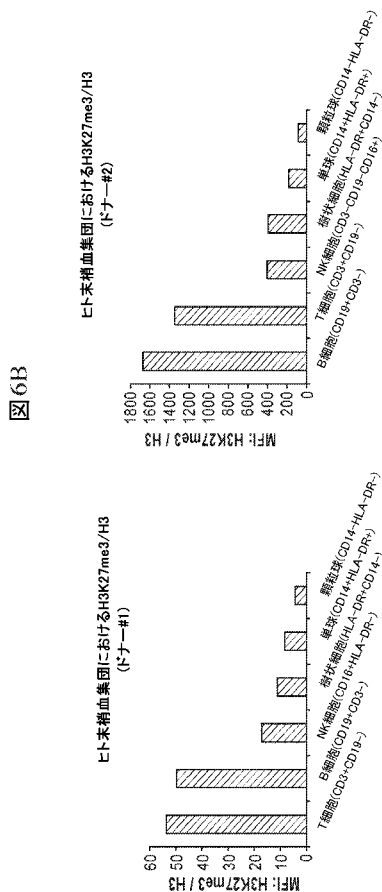 図6B
ヒト末梢血集団におけるH3K27me3/H3
(ドナー#1)
MFI: H3K27me3 / H3
60
50
40
30
20
10
0
T細胞(CD3+CD19-)
B細胞(CD19+CD3-)
NK細胞(CD16+HLA-DR-)
樹状細胞(HLA-DR+CD14-)
単球(CD14+HLA-DR+)
顆粒球(CD14-HLA-DR-)
ヒト末梢血集団におけるH3K27me3/H3
(ドナー#2)
MFI: H3K27me3 / H3
1800
1600
1400
1200
1000
800
600
400
200
0
B細胞(CD19+CD3-)
T細胞(CD3+CD19-)
NK細胞(CD3-CD19-CD16+)
樹状細胞(HLA-DR+CD14-)
単球(CD14+HLA-DR+)
顆粒球(CD14-HLA-DR-)